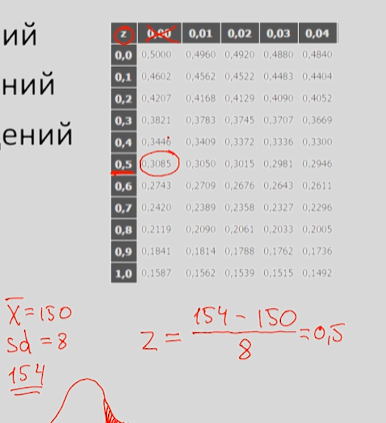 ий
ний
ений
z 0,00 0,01 0,02 0,03 0,04
0,0 0,5000 0,4960 0,4920 0,4880 0,4840
0,1 0,4602 0,4562 0,4522 0,4483 0,4404
0,2 0,4207 0,4168 0,4129 0,4090 0,4052
0,3 0,3821 0,3783 0,3745 0,3707 0,3669
0,4 0,3446 0,3409 0,3372 0,3336 0,3300
0,5 0,3085 0,3050 0,3015 0,2981 0,2946
0,6 0,2743 0,2709 0,2676 0,2643 0,2611
0,7 0,2420 0,2389 0,2358 0,2327 0,2296
0,8 0,2119 0,2090 0,2061 0,2033 0,2005
0,9 0,1841 0,1814 0,1788 0,1762 0,1736
1,0 0,1587 0,1562 0,1539 0,1515 0,1492
X̅ = 150
sd = 8
154
z = (154 - 150) / 8 = 0,5